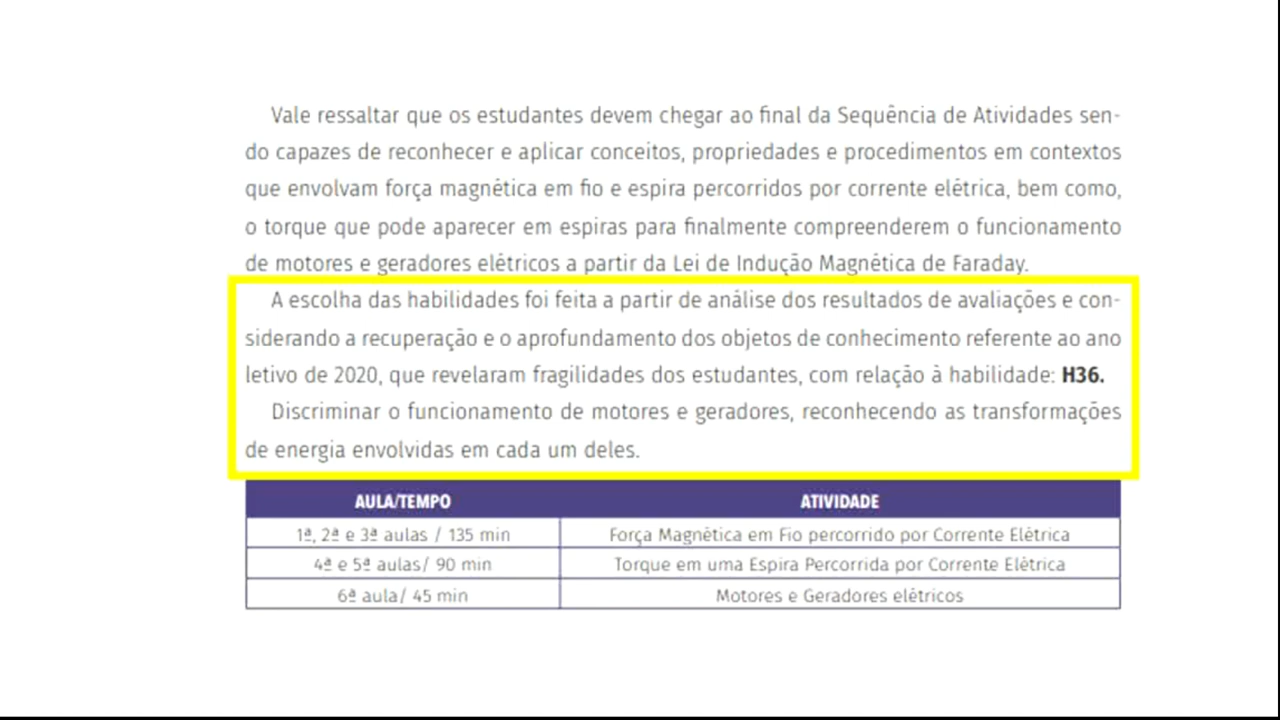 Vale ressaltar que os estudantes devem chegar ao final da Sequência de Atividades sen-
do capazes de reconhecer e aplicar conceitos, propriedades e procedimentos em contextos
que envolvam força magnética em fio e espira percorridos por corrente elétrica, bem como,
o torque que pode aparecer em espiras para finalmente compreenderem o funcionamento
de motores e geradores elétricos a partir da Lei de Indução Magnética de Faraday.
A escolha das habilidades foi feita a partir de análise dos resultados de avaliações e con-
siderando a recuperação e o aprofundamento dos objetos de conhecimento referente ao ano
letivo de 2020, que revelaram fragilidades dos estudantes, com relação à habilidade: H36.
Discriminar o funcionamento de motores e geradores, reconhecendo as transformações
de energia envolvidas em cada um deles.
AULA/TEMPO ATIVIDADE
1ª, 2ª e 3ª aulas / 135 min Força Magnética em Fio percorrido por Corrente Elétrica
4ª e 5ª aulas/ 90 min Torque em uma Espira Percorrida por Corrente Elétrica
6ª aula/ 45 min Motores e Geradores elétricos